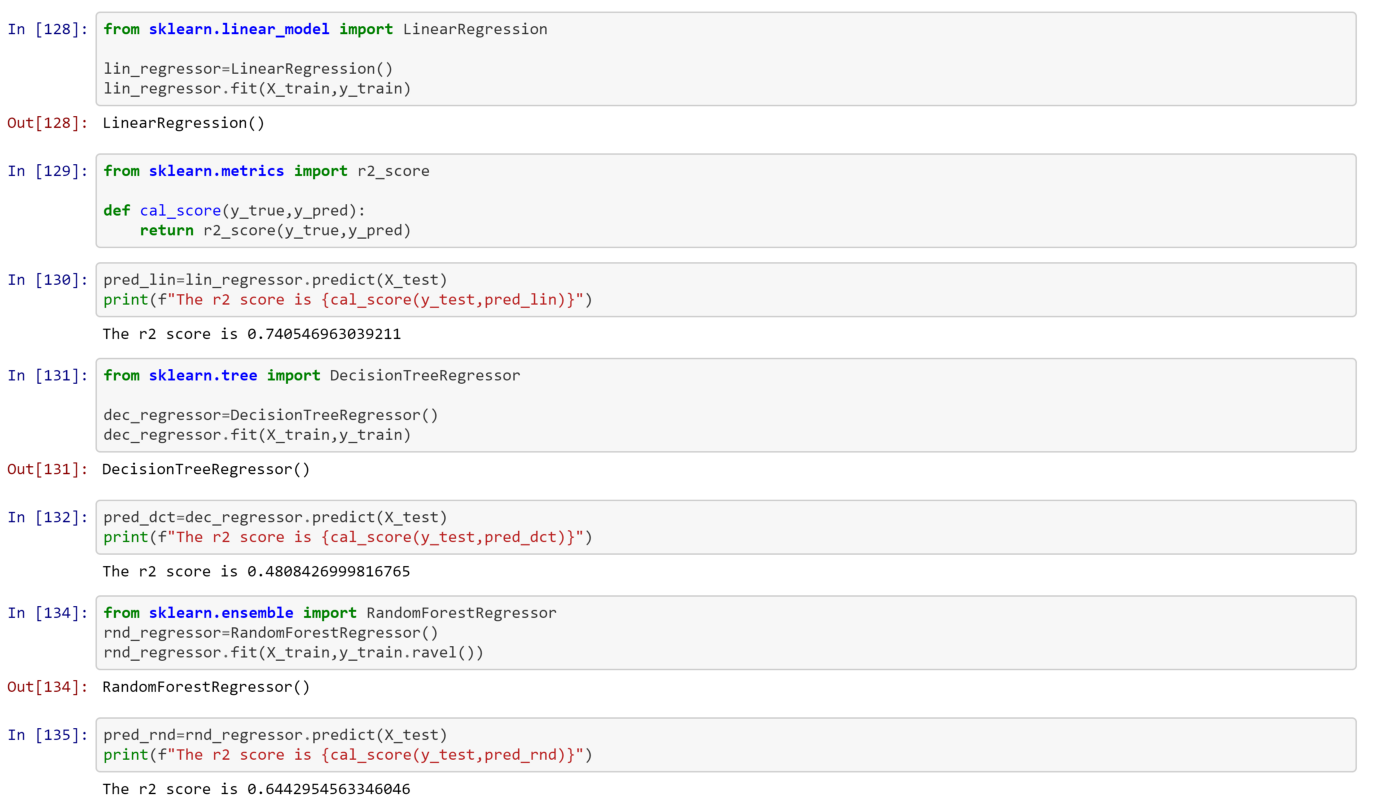 In [128]: from sklearn.linear_model import LinearRegression
lin_regressor=LinearRegression()
lin_regressor.fit(X_train,y_train)
Out[128]: LinearRegression()
In [129]: from sklearn.metrics import r2_score
def cal_score(y_true,y_pred):
    return r2_score(y_true,y_pred)
In [130]: pred_lin=lin_regressor.predict(X_test)
print(f"The r2 score is {cal_score(y_test,pred_lin)}")
The r2 score is 0.740546963039211
In [131]: from sklearn.tree import DecisionTreeRegressor
dec_regressor=DecisionTreeRegressor()
dec_regressor.fit(X_train,y_train)
Out[131]: DecisionTreeRegressor()
In [132]: pred_dct=dec_regressor.predict(X_test)
print(f"The r2 score is {cal_score(y_test,pred_dct)}")
The r2 score is 0.4808426999816765
In [134]: from sklearn.ensemble import RandomForestRegressor
rnd_regressor=RandomForestRegressor()
rnd_regressor.fit(X_train,y_train.ravel())
Out[134]: RandomForestRegressor()
In [135]: pred_rnd=rnd_regressor.predict(X_test)
print(f"The r2 score is {cal_score(y_test,pred_rnd)}")
The r2 score is 0.6442954563346046